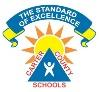 THE STANDARD OF EXCELLENCE
CARTER COUNTY
SCHOOLS